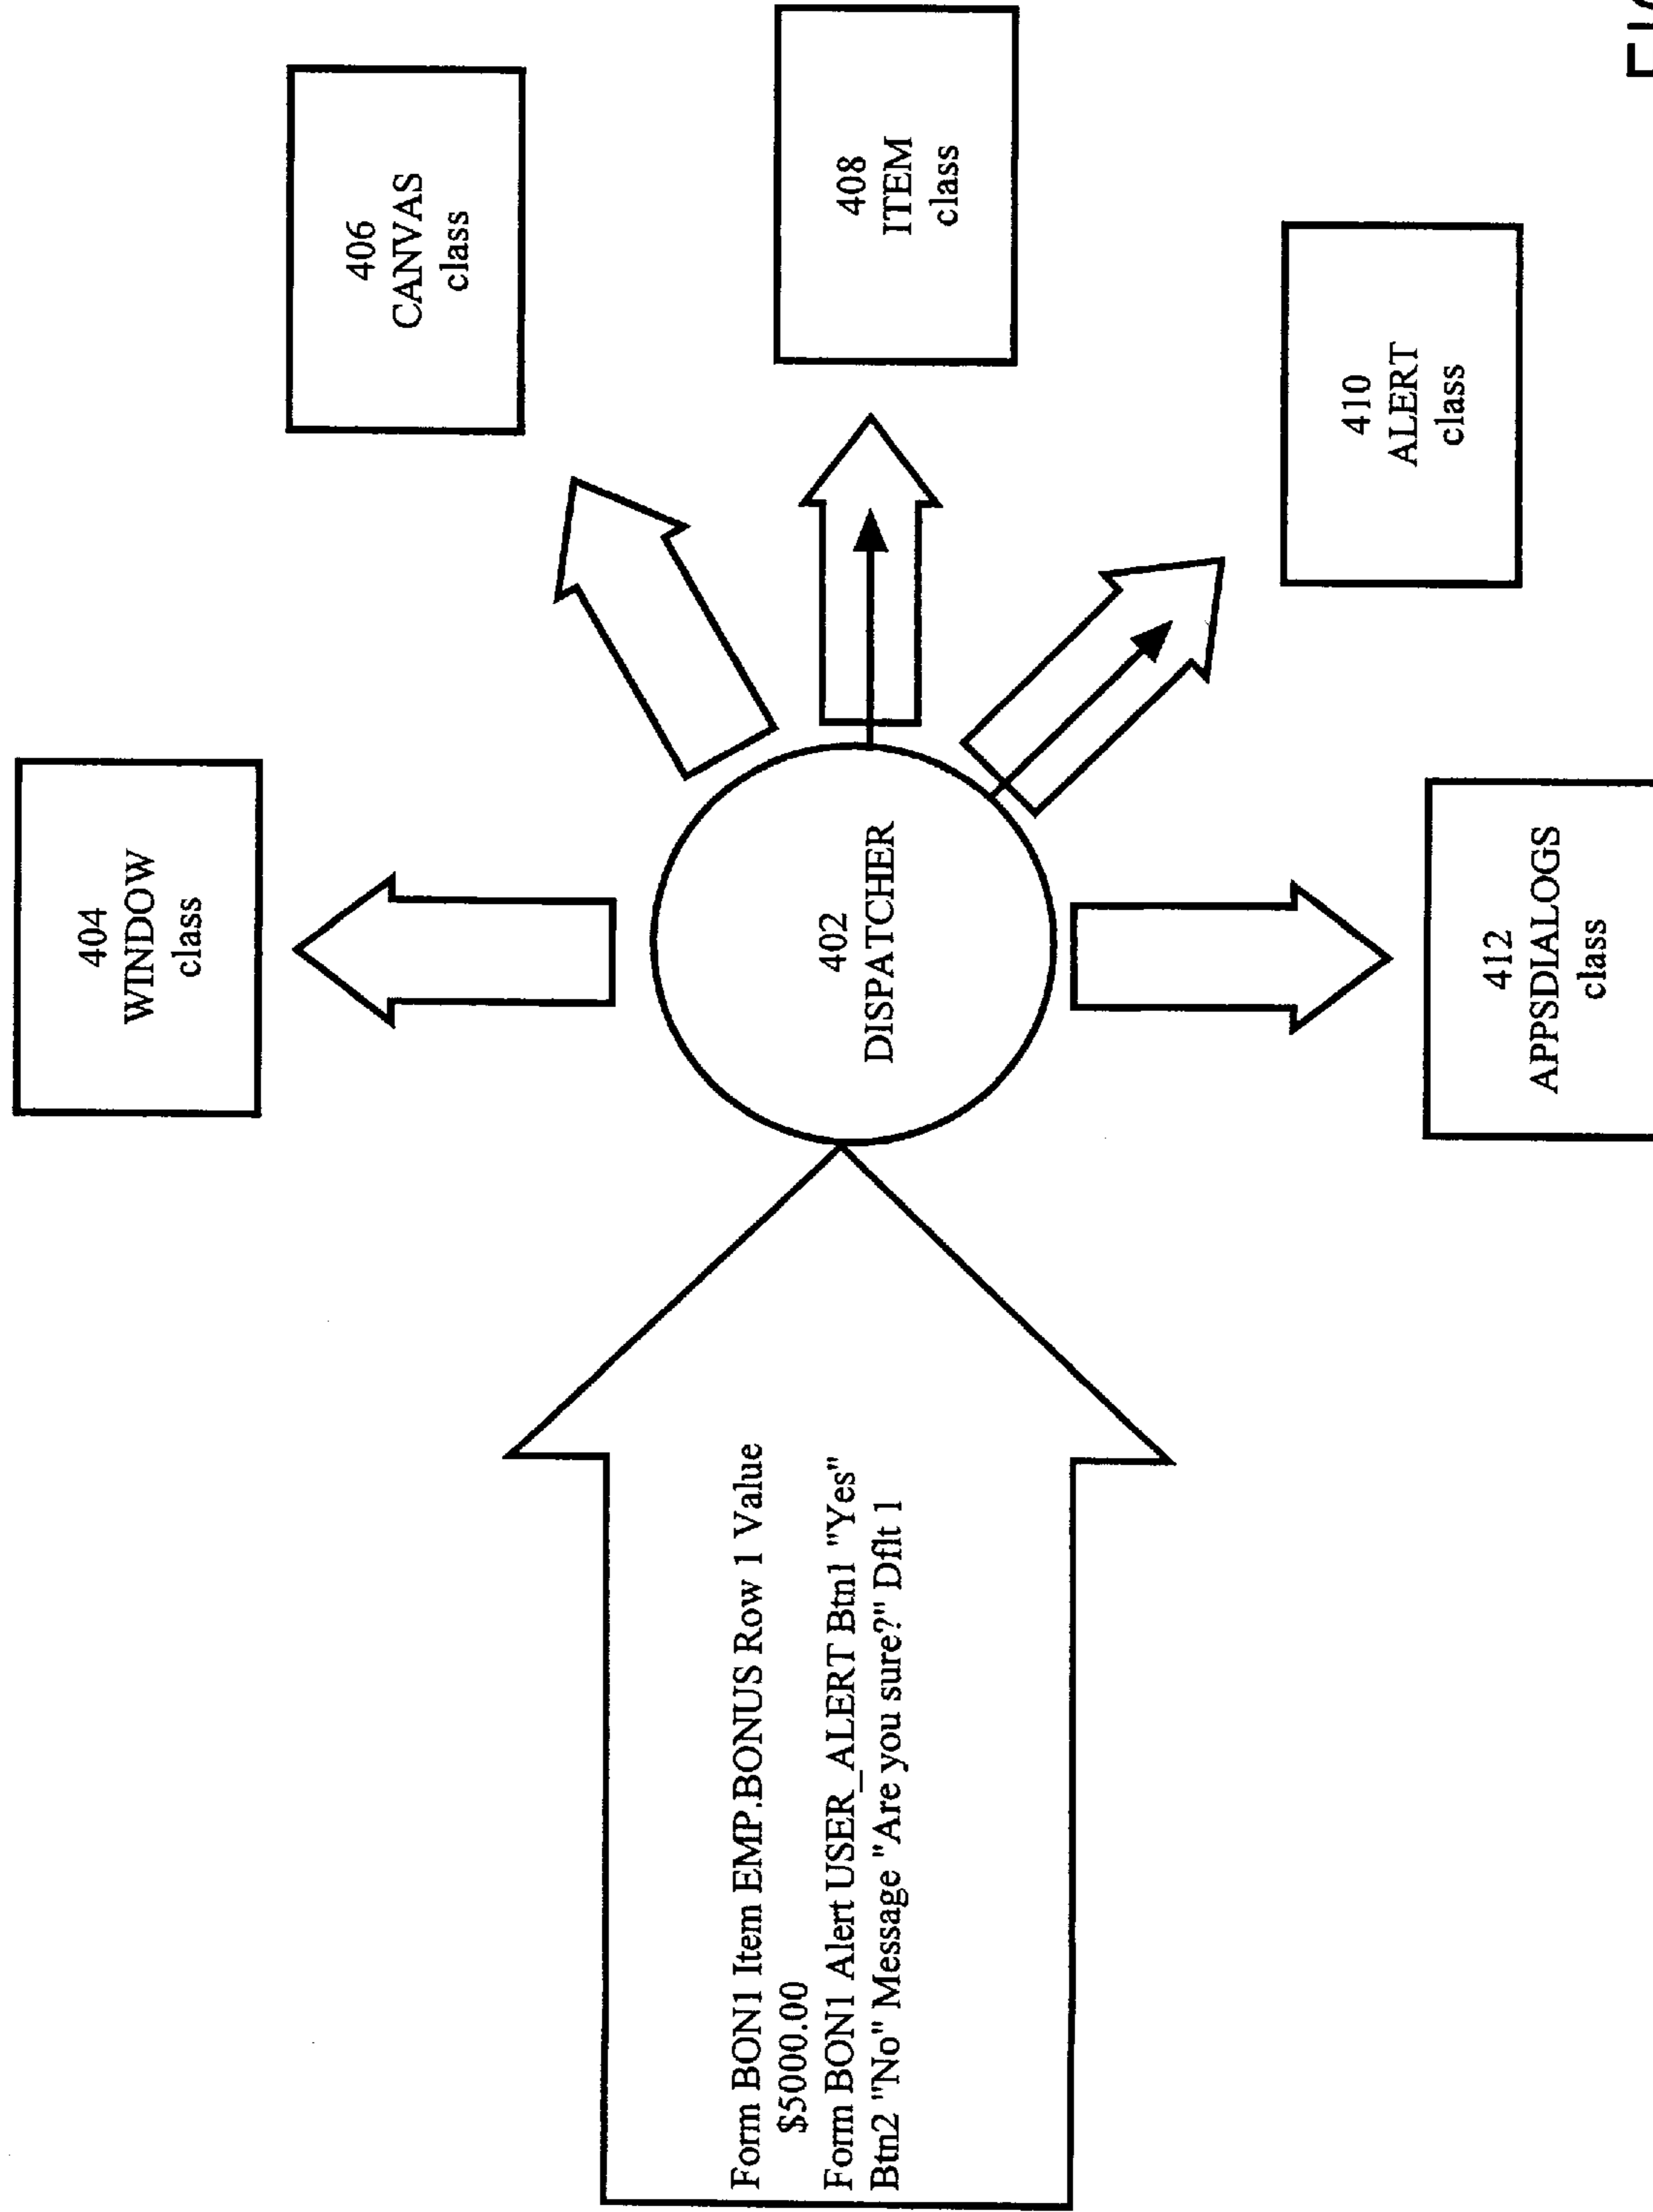 Form BON1 Item EMP.BONUS Row 1 Value
$5000.00
Form BON1 Alert USER_ALERT Btn1 "Yes"
Btn2 "No" Message "Are you sure?" Dflt 1
402
DISPATCHER
404
WINDOW
class
406
CANVAS
class
408
ITEM
class
410
ALERT
class
412
APPSDIALOGS
class